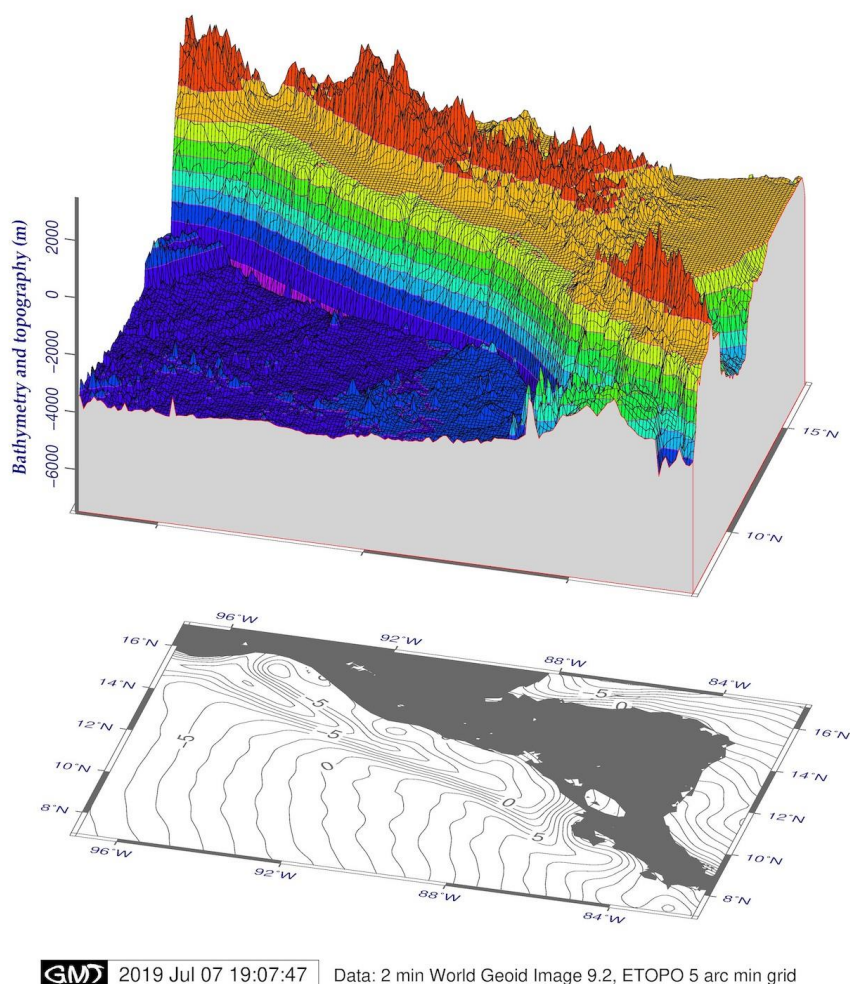 Bathymetry and topography (m)
2000
0
−2000
−4000
−6000
15˚N
10˚N
96˚W
92˚W
88˚W
84˚W
16˚N
14˚N
12˚N
10˚N
8˚N
16˚N
14˚N
12˚N
10˚N
8˚N
96˚W
92˚W
88˚W
84˚W
−5
0
−5
−5
−5
0
0
5
GMT 2019 Jul 07 19:07:47 Data: 2 min World Geoid Image 9.2, ETOPO 5 arc min grid